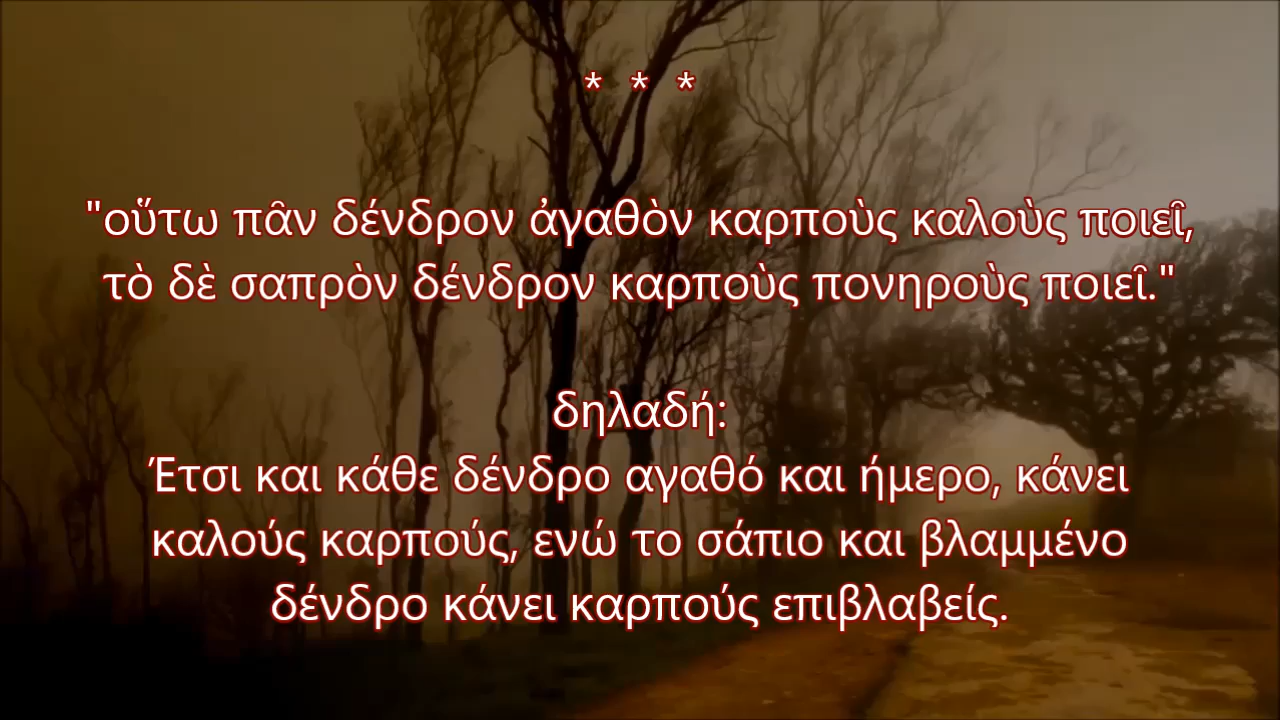 * * *
"οὕτω πᾶν δένδρον ἀγαθὸν καρποὺς καλοὺς ποιεῖ,
τὸ δὲ σαπρὸν δένδρον καρποὺς πονηροὺς ποιεῖ."
δηλαδή:
Έτσι και κάθε δένδρο αγαθό και ήμερο, κάνει
καλούς καρπούς, ενώ το σάπιο και βλαμμένο
δένδρο κάνει καρπούς επιβλαβείς.